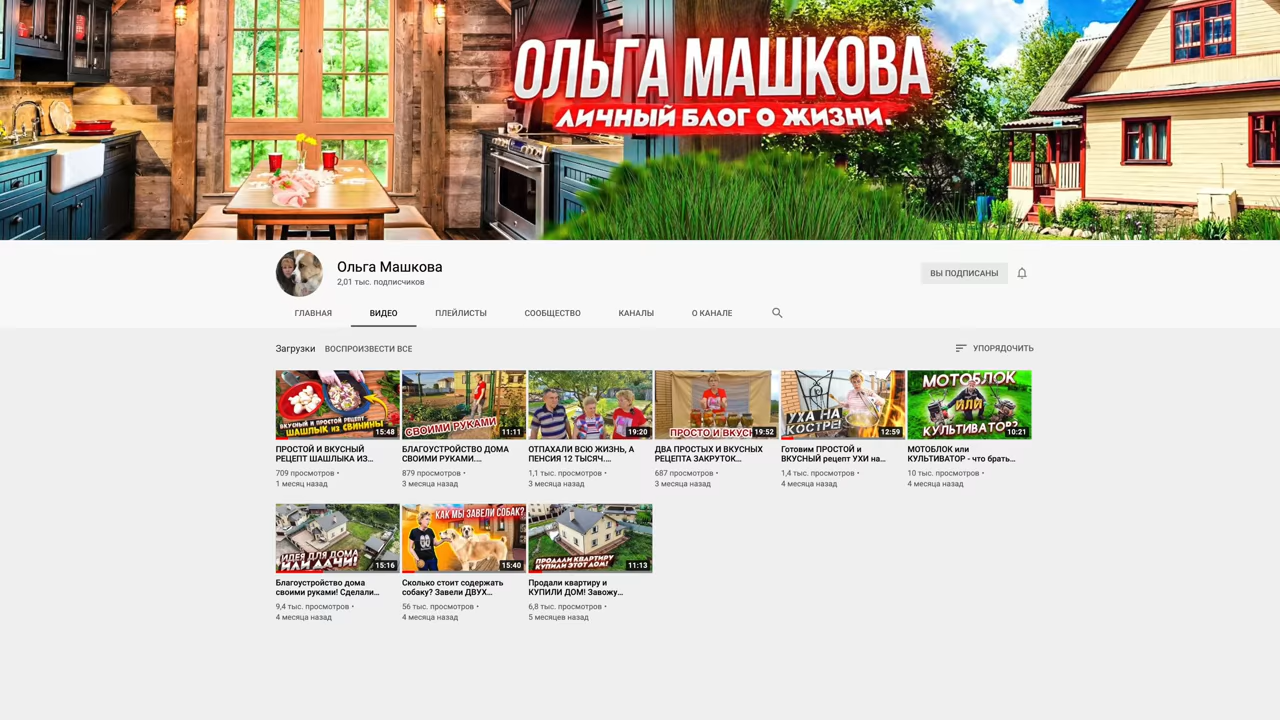 ОЛЬГА МАШКОВА
ЛИЧНЫЙ БЛОГ О ЖИЗНИ.
Ольга Машкова
2,01 тыс. подписчиков
ВЫ ПОДПИСАНЫ
ГЛАВНАЯ
ВИДЕО
ПЛЕЙЛИСТЫ
СООБЩЕСТВО
КАНАЛЫ
О КАНАЛЕ
Загрузки
ВОСПРОИЗВЕСТИ ВСЕ
УПОРЯДОЧИТЬ
ВКУСНЫЙ И ПРОСТОЙ РЕЦЕПТ
ШАШЛЫК ИЗ СВИНИНЫ
15:48
ПРОСТОЙ И ВКУСНЫЙ
РЕЦЕПТ ШАШЛЫКА ИЗ...
709 просмотров •
1 месяц назад
СВОИМИ РУКАМИ
11:11
БЛАГОУСТРОЙСТВО ДОМА
СВОИМИ РУКАМИ....
879 просмотров •
3 месяца назад
19:20
ОТПАХАЛИ ВСЮ ЖИЗНЬ, А
ПЕНСИЯ 12 ТЫСЯЧ....
1,1 тыс. просмотров •
3 месяца назад
ПРОСТО И ВКУСН
19:52
ДВА ПРОСТЫХ И ВКУСНЫХ
РЕЦЕПТА ЗАКРУТОК...
687 просмотров •
3 месяца назад
УХА НА
КОСТРЕ!
12:59
Готовим ПРОСТОЙ и
ВКУСНЫЙ рецепт УХИ на...
1,4 тыс. просмотров •
4 месяца назад
МОТОБЛОК
ИЛИ
КУЛЬТИВАТОР?
10:21
МОТОБЛОК или
КУЛЬТИВАТОР - что брать...
10 тыс. просмотров •
4 месяца назад
ИДЕЯ ДЛЯ ДОМА
ИЛИ ДАЧИ!
15:16
Благоустройство дома
своими руками! Сделали...
9,4 тыс. просмотров •
4 месяца назад
КАК МЫ ЗАВЕЛИ СОБАК?
15:40
Сколько стоит содержать
собаку? Завели ДВУХ...
56 тыс. просмотров •
4 месяца назад
ПРОДАЛИ КВАРТИРУ
КУПИЛИ ЭТОТ ДОМ!
11:13
Продали квартиру и
КУПИЛИ ДОМ! Завожу...
6,8 тыс. просмотров •
5 месяцев назад